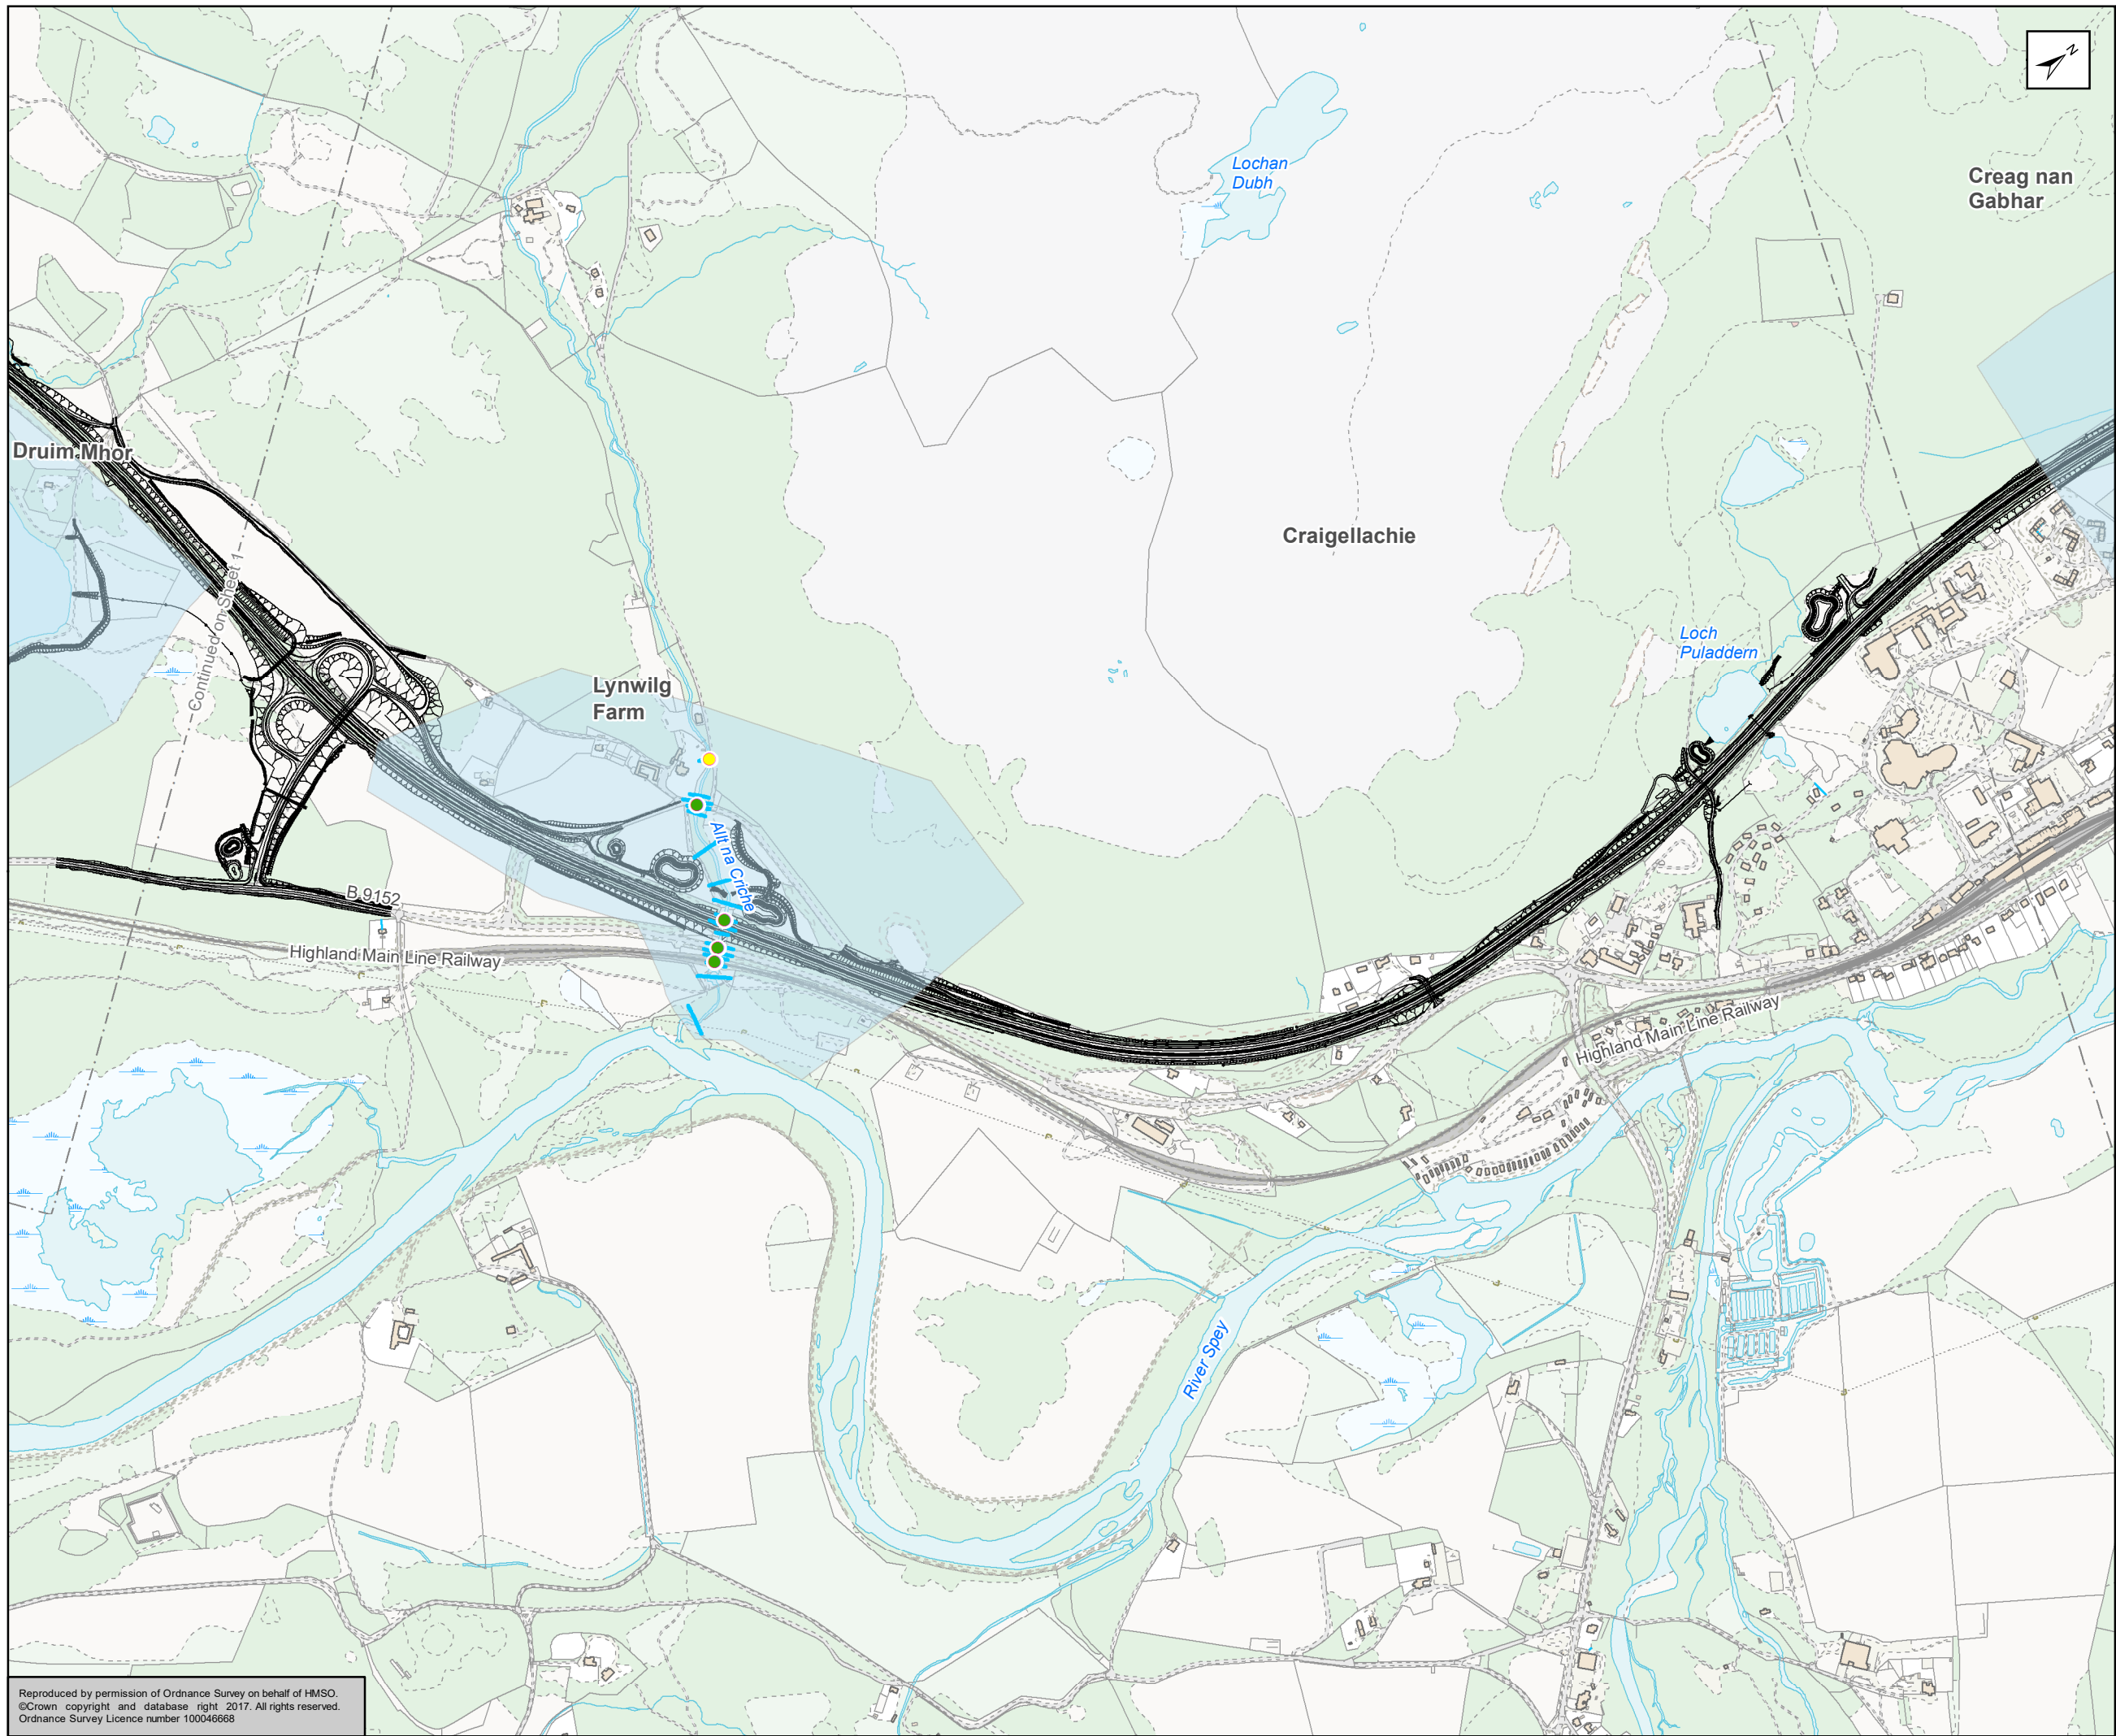 N
Lochan
Dubh
Creag nan
Gabhar
Druim Mhor
Craigellachie
Continued on Sheet 1
Loch
Puladdern
Lynwilg
Farm
Allt na Criche
B 9152
Highland Main Line Railway
Highland Main Line Railway
River Spey
Reproduced by permission of Ordnance Survey on behalf of HMSO.
©Crown copyright and database right 2017. All rights reserved.
Ordnance Survey Licence number 100046668